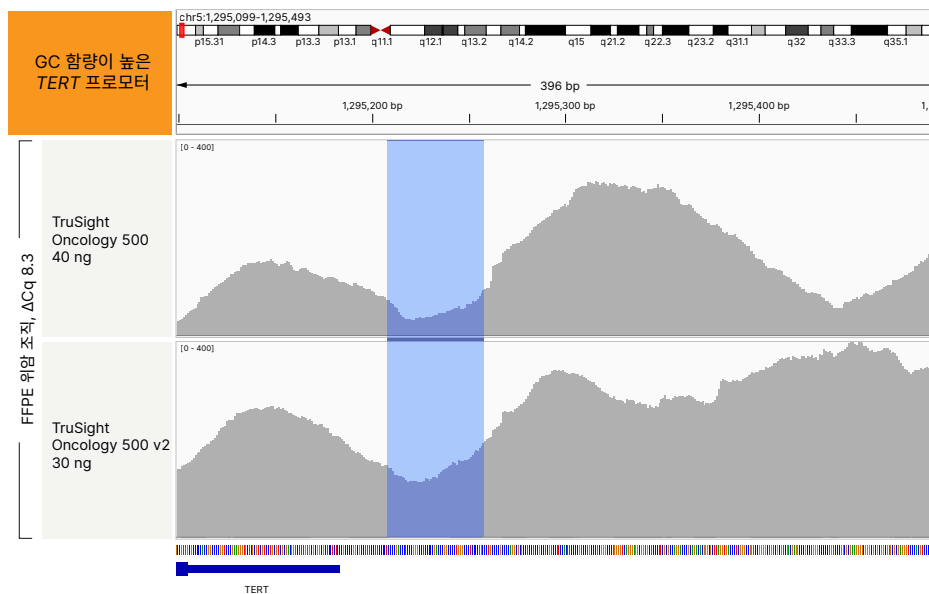 GC 함량이 높은
TERT 프로모터
chr5:1,295,099-1,295,493
p15.31 p14.3 p13.3 p13.1 q11.1 q12.1 q13.2 q14.2 q15 q21.2 q22.3 q23.2 q31.1 q32 q33.3 q35.1
396 bp
1,295,200 bp 1,295,300 bp 1,295,400 bp 1,
FFPE 위암 조직, ΔCq 8.3
TruSight
Oncology 500
40 ng
[0 - 400]
TruSight
Oncology 500 v2
30 ng
[0 - 400]
TERT